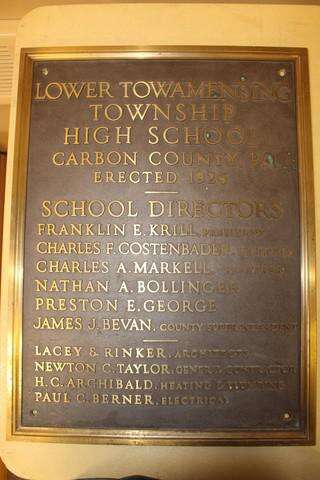 LOWER TOWAMENSING
TOWNSHIP
HIGH SCHOOL
CARBON COUNTY, PA.
ERECTED 1925
SCHOOL DIRECTORS
FRANKLIN E. KRILL, PRESIDENT
CHARLES F. COSTENBADER
CHARLES A. MARKELL
NATHAN A. BOLLINGER
PRESTON E. GEORGE
JAMES J. BEVAN, COUNTY SUPERINTENDENT
LACEY & RINKER, ARCHITECTS
NEWTON C. TAYLOR, GENERAL CONTRACTOR
H. C. ARCHIBALD, HEATING & PLUMBING
PAUL C. BERNER, ELECTRICAL